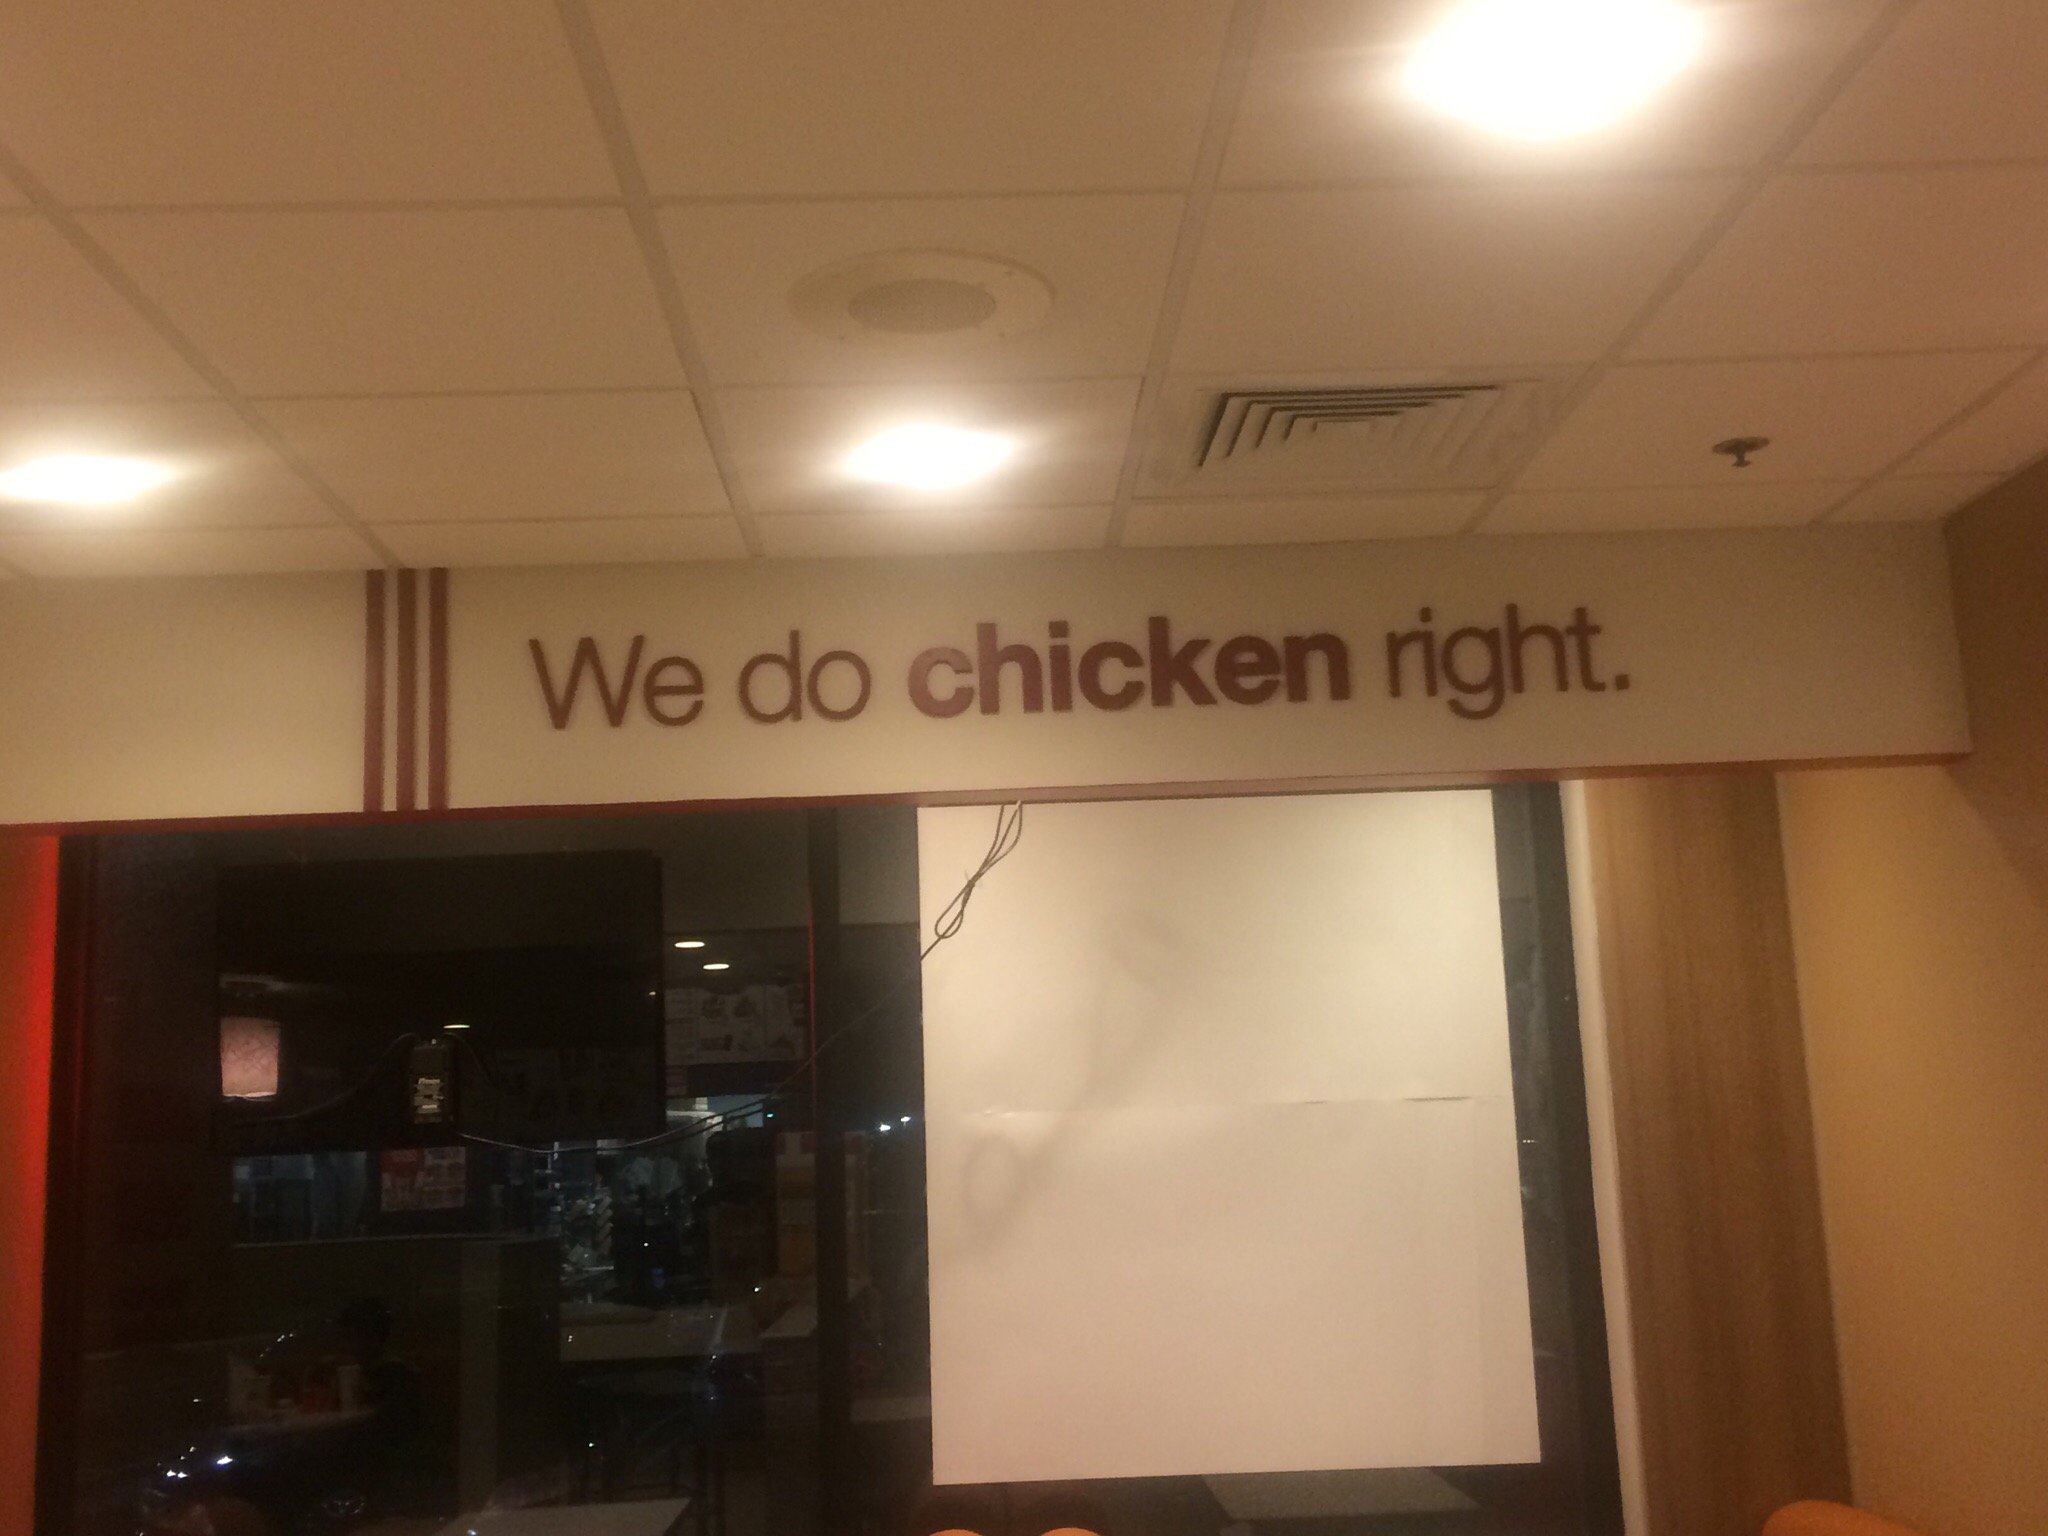 We do chicken right.